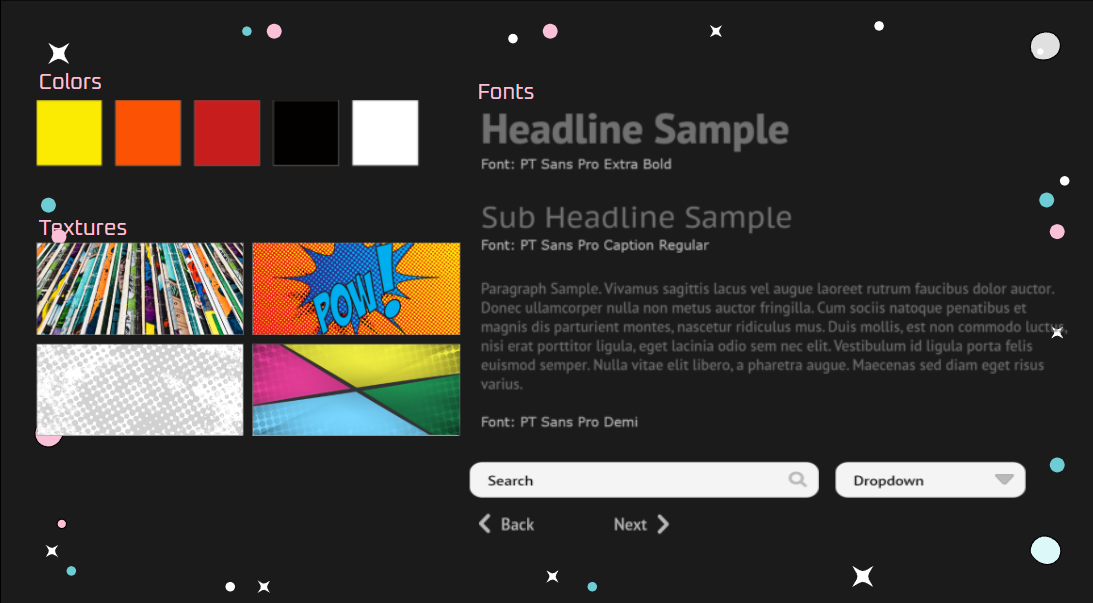 Colors
Textures
POW!
Fonts
Headline Sample
Font: PT Sans Pro Extra Bold
Sub Headline Sample
Font: PT Sans Pro Caption Regular
Paragraph Sample. Vivamus sagittis lacus vel augue laoreet rutrum faucibus dolor auctor.
Donec ullamorper nulla non metus auctor fringilla. Cum sociis natoque penatibus et
magnis dis parturient montes, nascetur ridiculus mus. Duis mollis, est non commodo luctus,
nisi erat porttitor ligula, eget lacinia odio sem nec elit. Vestibulum id ligula porta felis
euismod semper. Nulla vitae elit libero, a pharetra augue. Maecenas sed diam eget risus
varius.
Font: PT Sans Pro Demi
Search
Dropdown
Back
Next